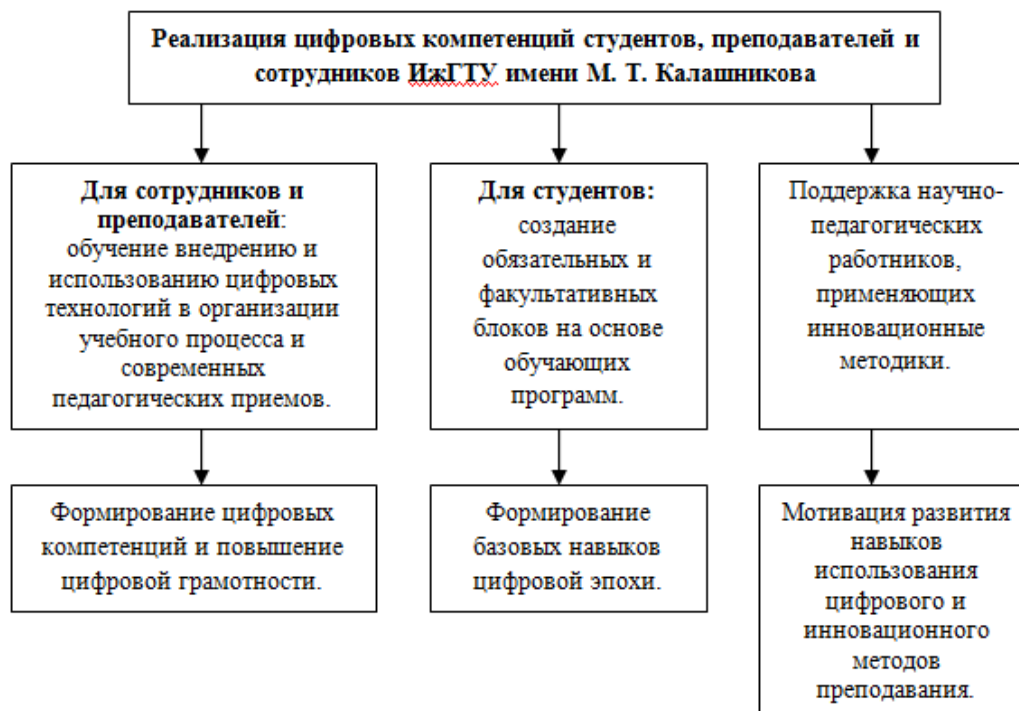 Реализация цифровых компетенций студентов, преподавателей и
сотрудников ИжГТУ имени М. Т. Калашникова
Для сотрудников и
преподавателей:
обучение внедрению и
использованию цифровых
технологий в организации
учебного процесса и
современных
педагогических приемов.
Для студентов:
создание
обязательных и
факультативных
блоков на основе
обучающих
программ.
Поддержка научно-
педагогических
работников,
применяющих
инновационные
методики.
Формирование цифровых
компетенций и повышение
цифровой грамотности.
Формирование
базовых навыков
цифровой эпохи.
Мотивация развития
навыков
использования
цифрового и
инновационного
методов
преподавания.